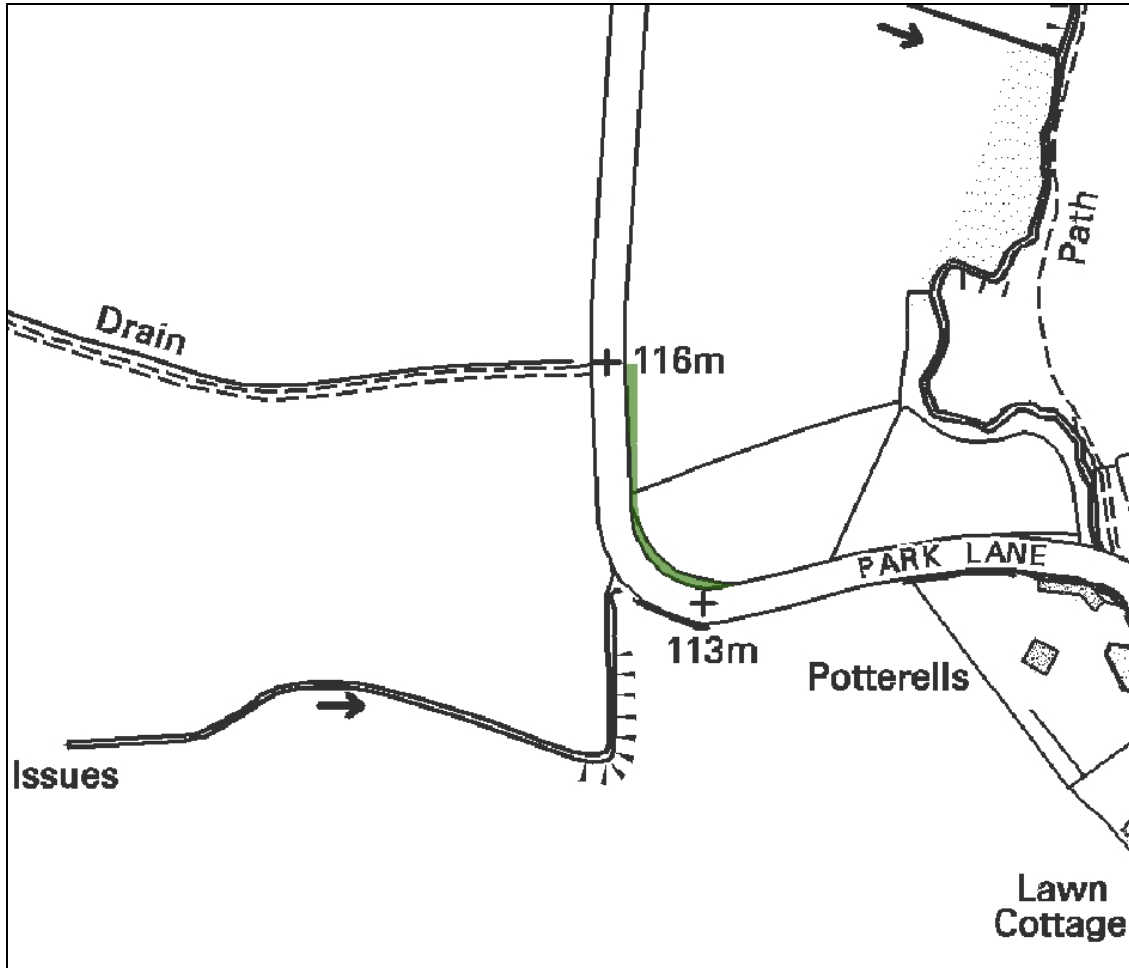 Path
Drain
116m
PARK LANE
113m
Potterells
Issues
Lawn
Cottage